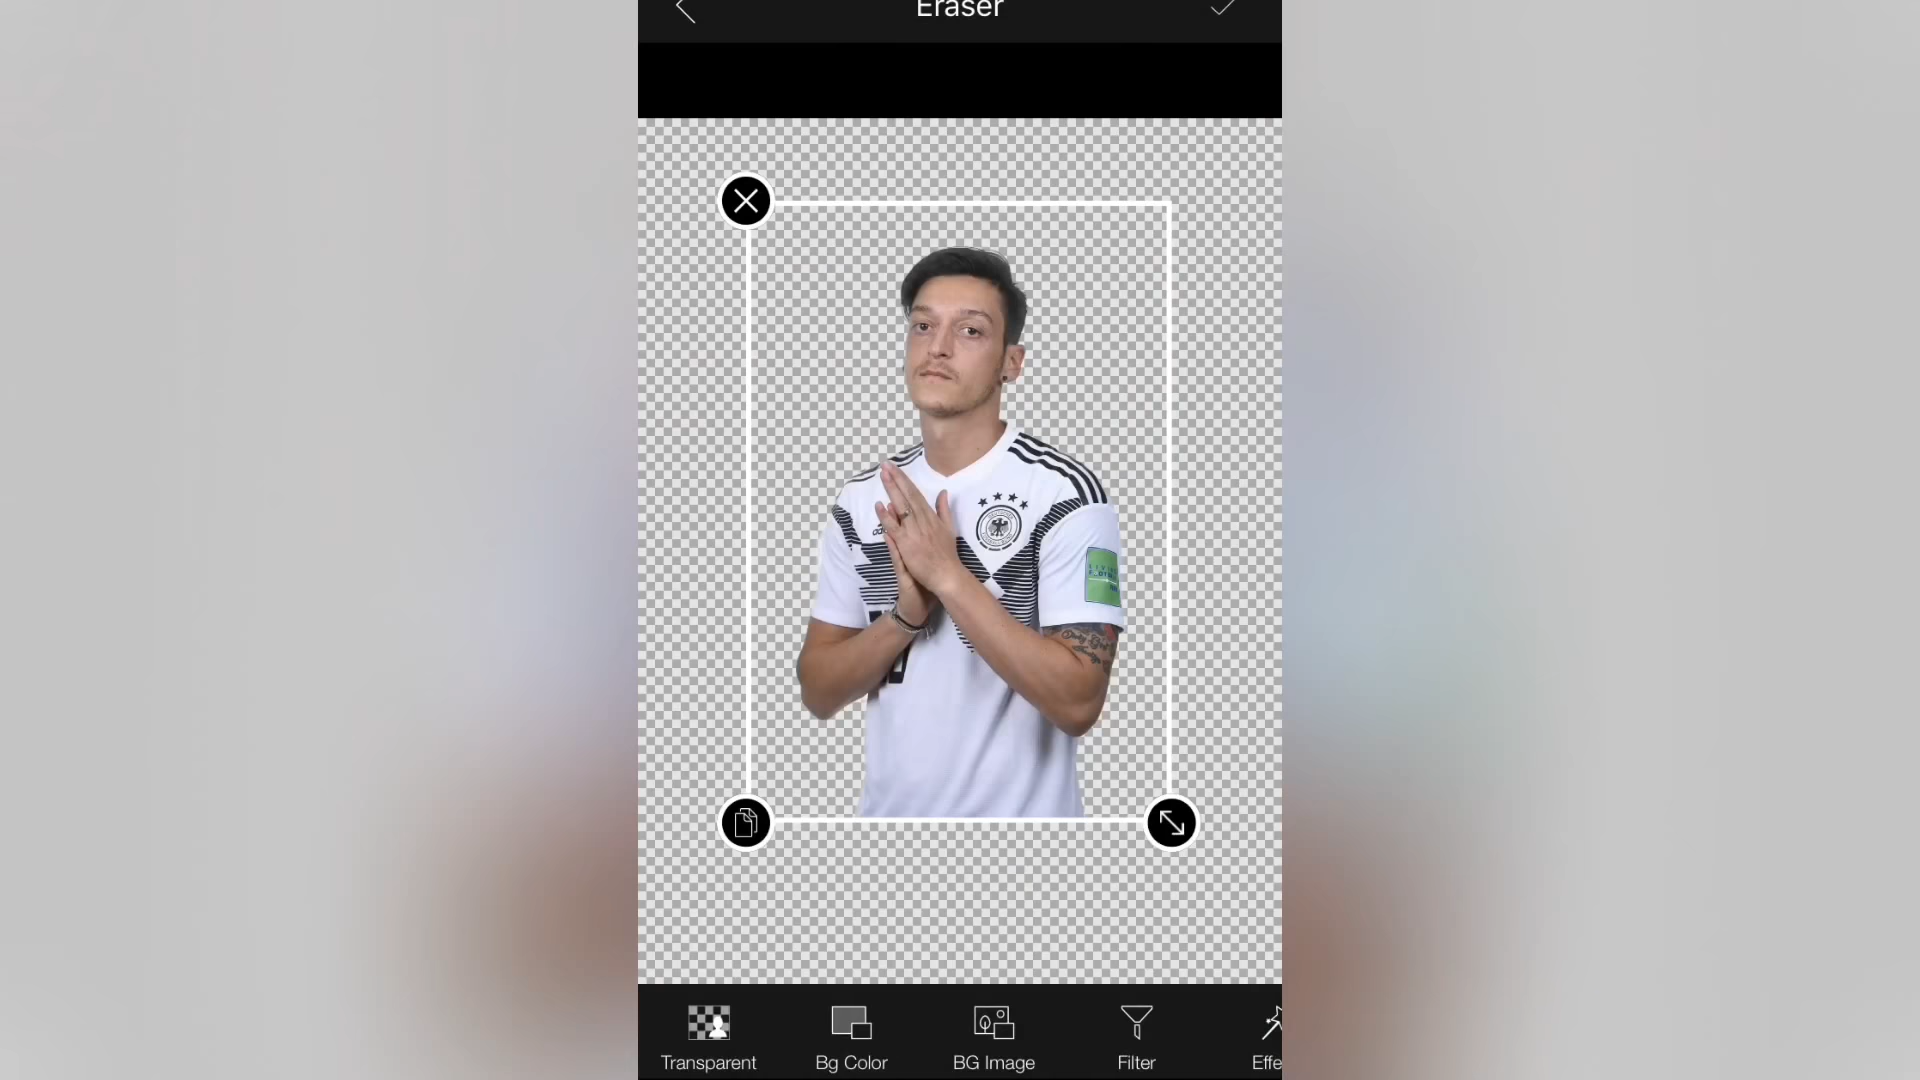 Eraser
Transparent
Bg Color
BG Image
Filter
Effe